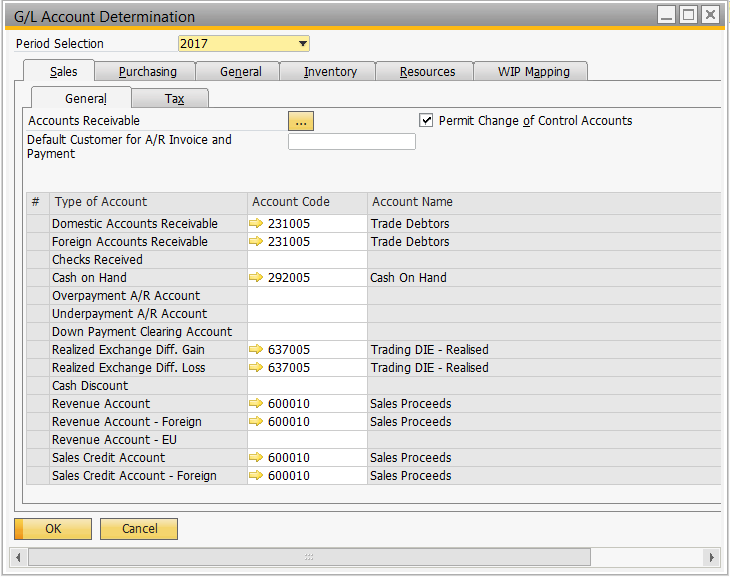 G/L Account Determination
Period Selection 2017
Sales Purchasing General Inventory Resources WIP Mapping
General Tax
Accounts Receivable ... Permit Change of Control Accounts
Default Customer for A/R Invoice and
Payment
# Type of Account Account Code Account Name
Domestic Accounts Receivable 231005 Trade Debtors
Foreign Accounts Receivable 231005 Trade Debtors
Checks Received
Cash on Hand 292005 Cash On Hand
Overpayment A/R Account
Underpayment A/R Account
Down Payment Clearing Account
Realized Exchange Diff. Gain 637005 Trading DIE - Realised
Realized Exchange Diff. Loss 637005 Trading DIE - Realised
Cash Discount
Revenue Account 600010 Sales Proceeds
Revenue Account - Foreign 600010 Sales Proceeds
Revenue Account - EU
Sales Credit Account 600010 Sales Proceeds
Sales Credit Account - Foreign 600010 Sales Proceeds
OK Cancel